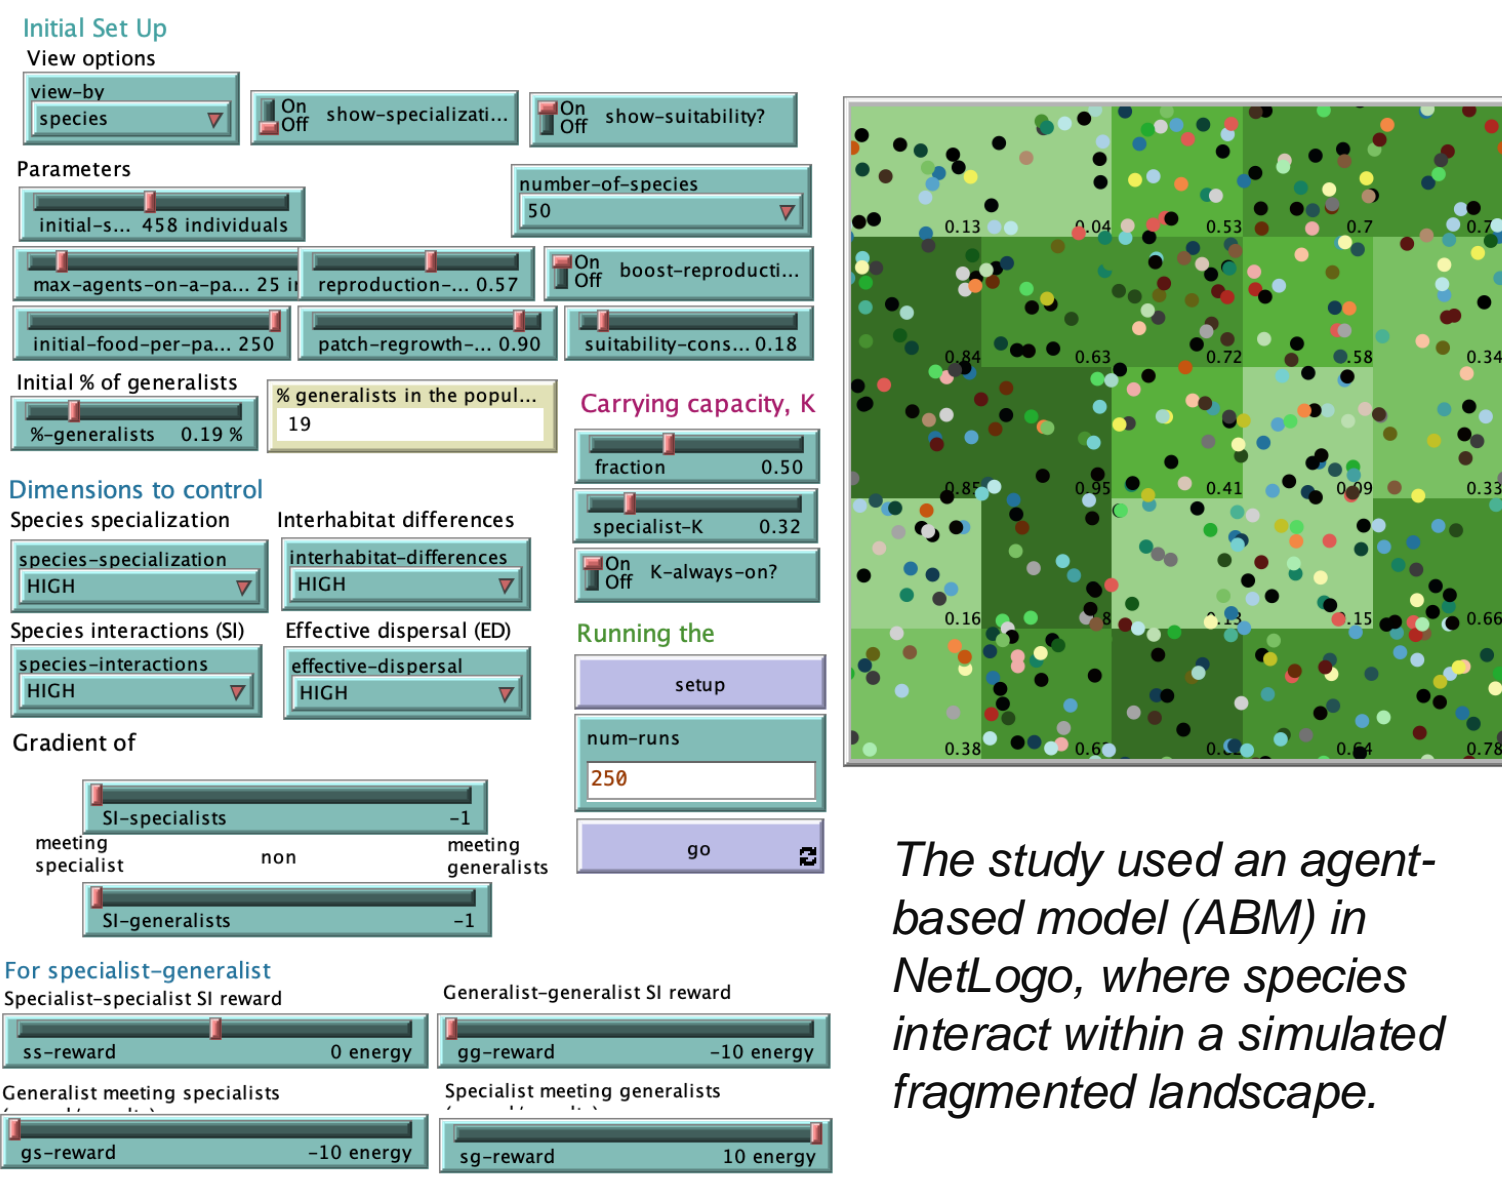 Initial Set Up
View options
view-by
species
On
Off
show-specializati...
On
Off
show-suitability?
Parameters
initial-s... 458 individuals
number-of-species
50
max-agents-on-a-pa... 25 in
reproduction-... 0.57
On
Off
boost-reproducti...
initial-food-per-pa... 250
patch-regrowth-... 0.90
suitability-cons... 0.18
Initial % of generalists
%-generalists 0.19 %
% generalists in the popul...
19
Carrying capacity, K
fraction 0.50
specialist-K 0.32
On
Off
K-always-on?
Dimensions to control
Species specialization
species-specialization
HIGH
Interhabitat differences
interhabitat-differences
HIGH
Species interactions (SI)
species-interactions
HIGH
Effective dispersal (ED)
effective-dispersal
HIGH
Running the
setup
num-runs
250
go
Gradient of
SI-specialists -1
meeting
specialist
non
meeting
generalists
SI-generalists -1
For specialist-generalist
Specialist-specialist SI reward
ss-reward 0 energy
Generalist-generalist SI reward
gg-reward -10 energy
Generalist meeting specialists
gs-reward -10 energy
Specialist meeting generalists
sg-reward 10 energy
0.13 0.04 0.53 0.7
0.84 0.63 0.72 0.58 0.34
0.85 0.95 0.41 0.09 0.33
0.16 0.13 0.15 0.66
0.38 0.64 0.78
The study used an agent-
based model (ABM) in
NetLogo, where species
interact within a simulated
fragmented landscape.